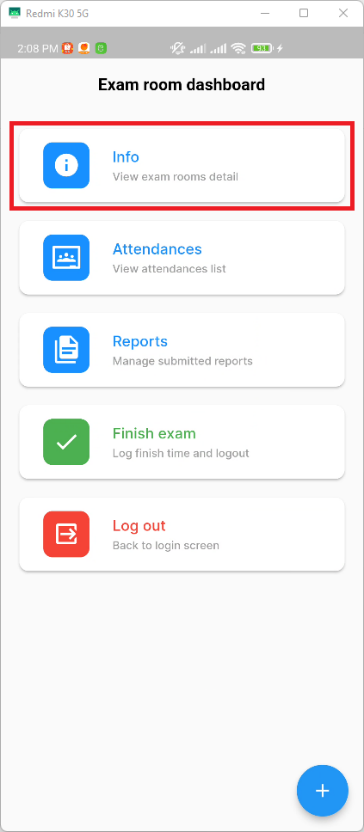 Redmi K30 5G
2:08 PM 91
Exam room dashboard
Info
View exam rooms detail
Attendances
View attendances list
Reports
Manage submitted reports
Finish exam
Log finish time and logout
Log out
Back to login screen